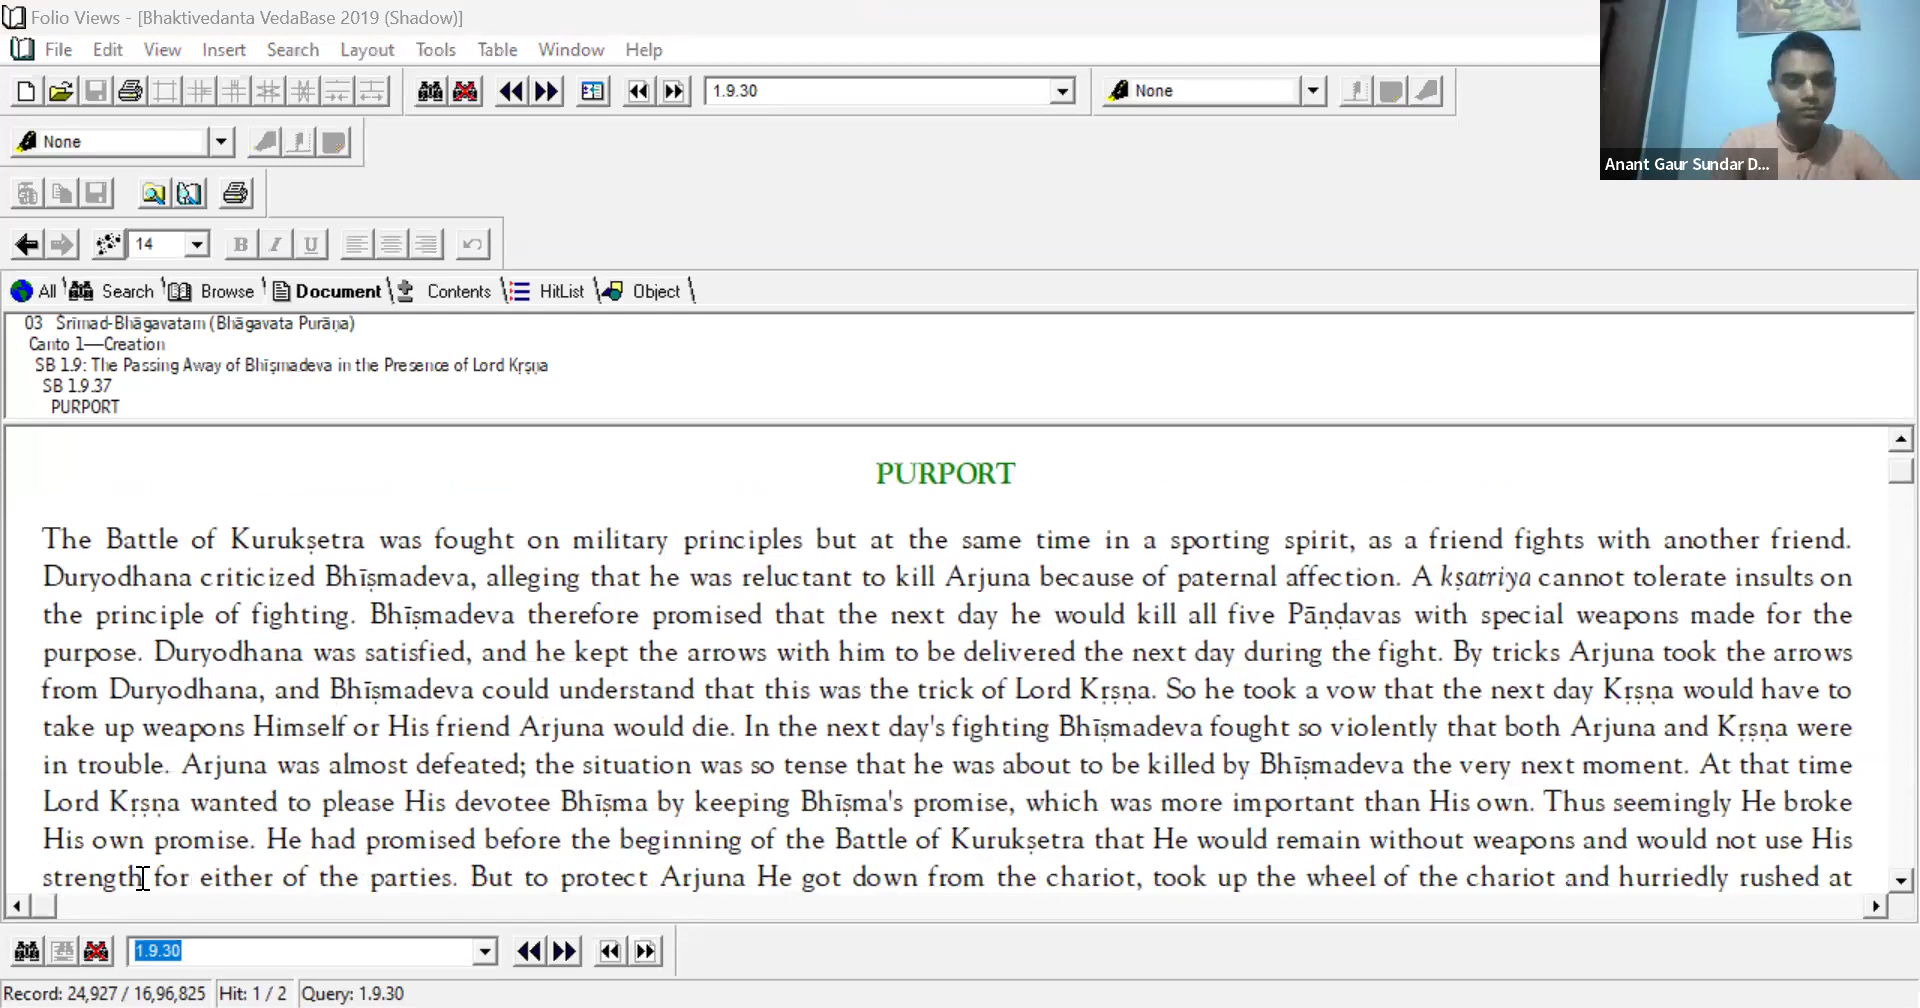 Folio Views - [Bhaktivedanta VedaBase 2019 (Shadow)]
File Edit View Insert Search Layout Tools Table Window Help
1.9.30 None
None
Anant Gaur Sundar D...
14 B I U
All Search Browse Document Contents HitList Object
03 Śrīmad-Bhāgavatam (Bhāgavata Purāṇa)
Canto 1—Creation
SB 1.9: The Passing Away of Bhīṣmadeva in the Presence of Lord Kṛṣṇa
SB 1.9.37
PURPORT
PURPORT
The Battle of Kurukṣetra was fought on military principles but at the same time in a sporting spirit, as a friend fights with another friend.
Duryodhana criticized Bhīṣmadeva, alleging that he was reluctant to kill Arjuna because of paternal affection. A kṣatriya cannot tolerate insults on
the principle of fighting. Bhīṣmadeva therefore promised that the next day he would kill all five Pāṇḍavas with special weapons made for the
purpose. Duryodhana was satisfied, and he kept the arrows with him to be delivered the next day during the fight. By tricks Arjuna took the arrows
from Duryodhana, and Bhīṣmadeva could understand that this was the trick of Lord Kṛṣṇa. So he took a vow that the next day Kṛṣṇa would have to
take up weapons Himself or His friend Arjuna would die. In the next day's fighting Bhīṣmadeva fought so violently that both Arjuna and Kṛṣṇa were
in trouble. Arjuna was almost defeated; the situation was so tense that he was about to be killed by Bhīṣmadeva the very next moment. At that time
Lord Kṛṣṇa wanted to please His devotee Bhīṣma by keeping Bhīṣma's promise, which was more important than His own. Thus seemingly He broke
His own promise. He had promised before the beginning of the Battle of Kurukṣetra that He would remain without weapons and would not use His
strength for either of the parties. But to protect Arjuna He got down from the chariot, took up the wheel of the chariot and hurriedly rushed at
1.9.30
Record: 24,927 / 16,96,825 Hit: 1 / 2 Query: 1.9.30